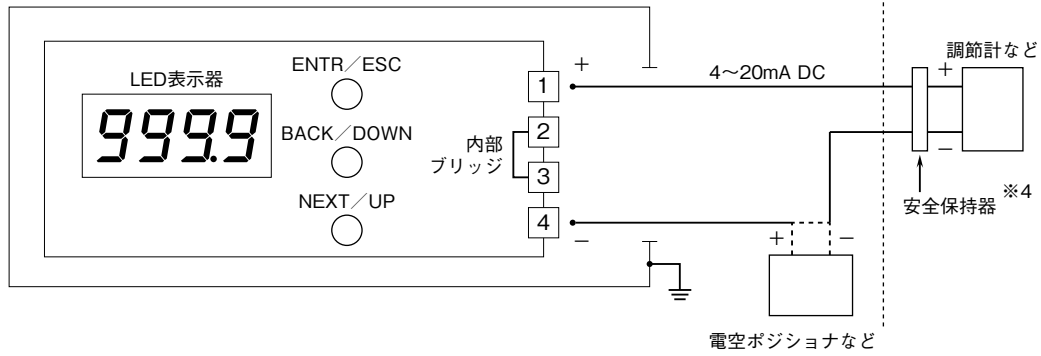 LED表示器
999.9
ENTR／ESC
BACK／DOWN
NEXT／UP
内部
ブリッジ
1
2
3
4
+
−
4～20mA DC
調節計など
+
−
安全保持器 ※4
+
−
電空ポジショナなど